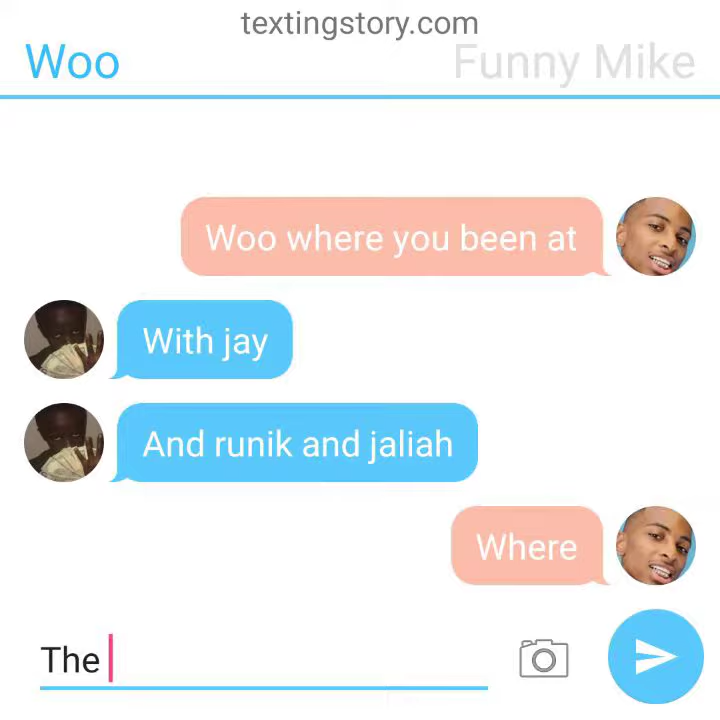 textingstory.com
Woo
Funny Mike
Woo where you been at
With jay
And runik and jaliah
Where
The